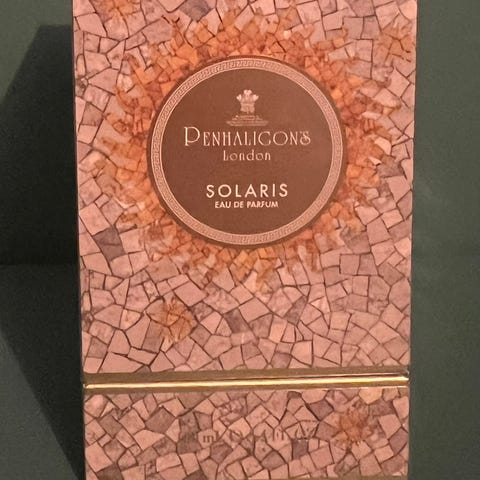 PENHALIGON'S
London
SOLARIS
EAU DE PARFUM